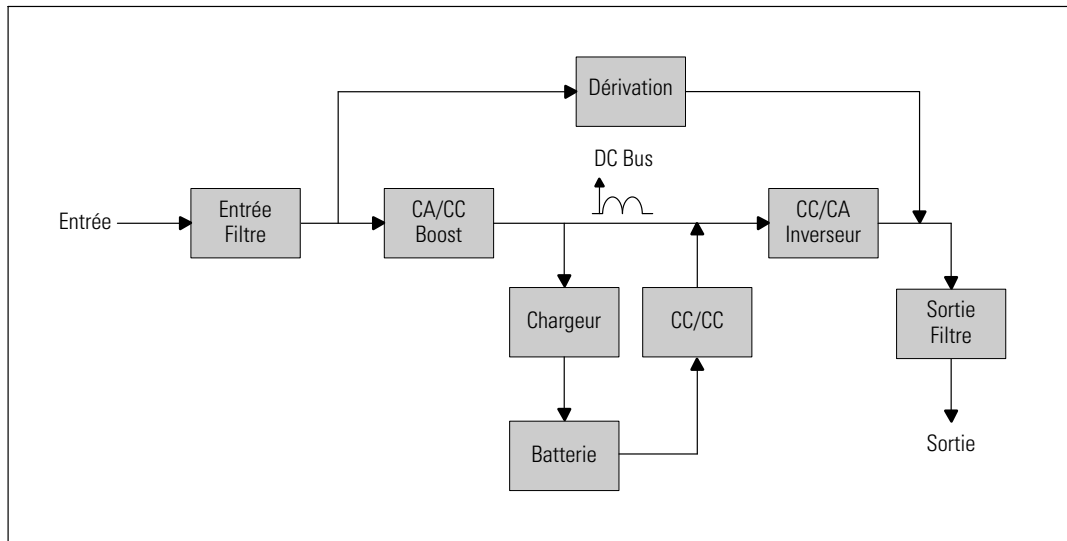 Dérivation
DC Bus
Entrée
Entrée
Filtre
CA/CC
Boost
CC/CA
Inverseur
Chargeur
CC/CC
Sortie
Filtre
Batterie
Sortie